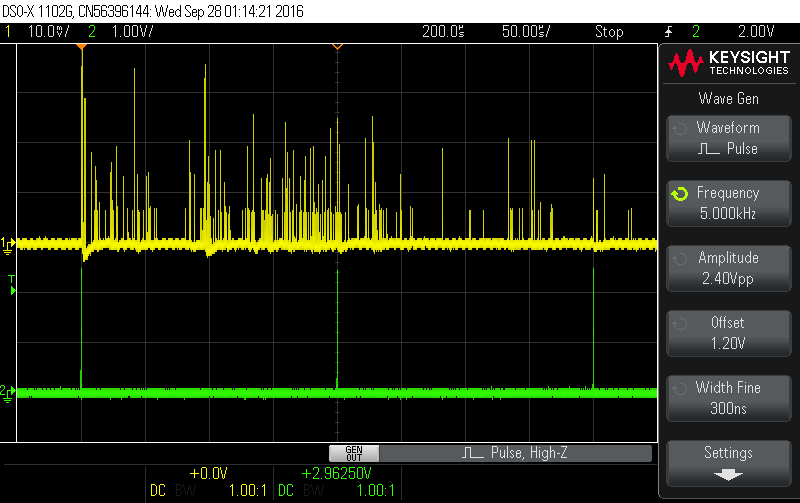 DSO-X 1102G, CN56396144: Wed Sep 28 01:14:21 2016
1 10.0V/ 2 1.00V/ 200.0s 50.00s/ Stop 2 2.00V
KEYSIGHT
TECHNOLOGIES
Wave Gen
Waveform
Pulse
Frequency
5.000kHz
Amplitude
2.40Vpp
Offset
1.20V
Width Fine
300ns
Settings
1
T
2
GEN
OUT
Pulse, High-Z
+0.0V +2.96250V
DC BW 1.00:1 DC BW 1.00:1